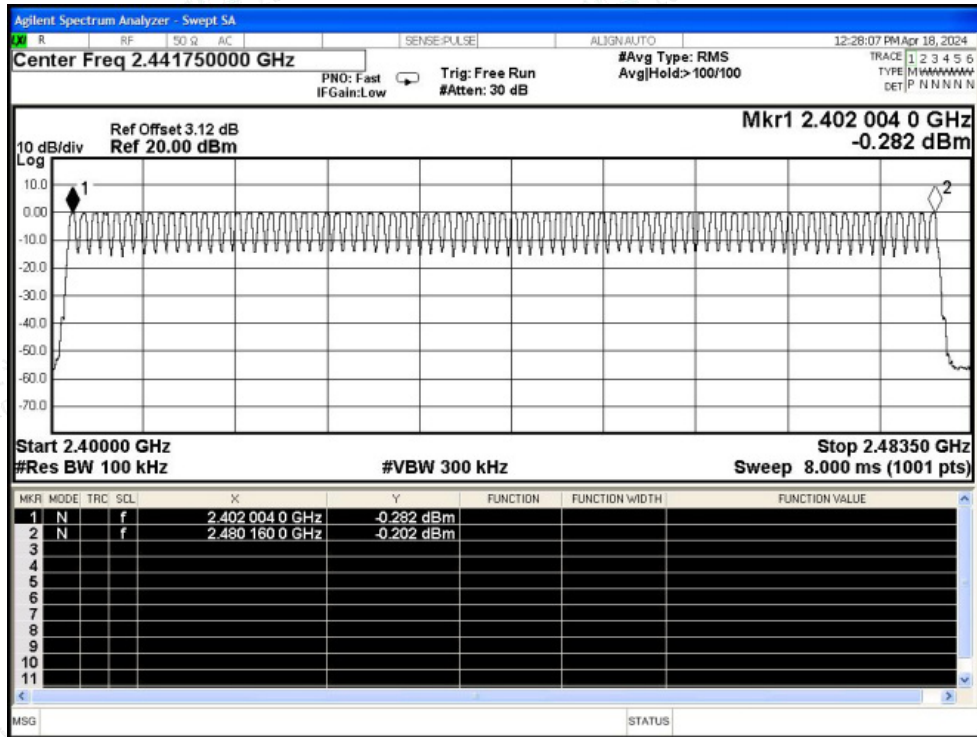 Agilent Spectrum Analyzer - Swept SA
LXI R RF 50 Ω AC SENSE:PULSE ALIGN AUTO 12:28:07 PM Apr 18, 2024
Center Freq 2.441750000 GHz #Avg Type: RMS TRACE 1 2 3 4 5 6
PNO: Fast Trig: Free Run Avg|Hold:>100/100 TYPE M WWWWW
IFGain:Low #Atten: 30 dB DET P N N N N N
Mkr1 2.402 004 0 GHz
Ref Offset 3.12 dB
10 dB/div Ref 20.00 dBm -0.282 dBm
Log
10.0
1 2
0.00
-10.0
-20.0
-30.0
-40.0
-50.0
-60.0
-70.0
Start 2.40000 GHz Stop 2.48350 GHz
#Res BW 100 kHz #VBW 300 kHz Sweep 8.000 ms (1001 pts)
MKR MODE TRC SCL X Y FUNCTION FUNCTION WIDTH FUNCTION VALUE
1 N f 2.402 004 0 GHz -0.282 dBm
2 N f 2.480 160 0 GHz -0.202 dBm
3
4
5
6
7
8
9
10
11
MSG STATUS